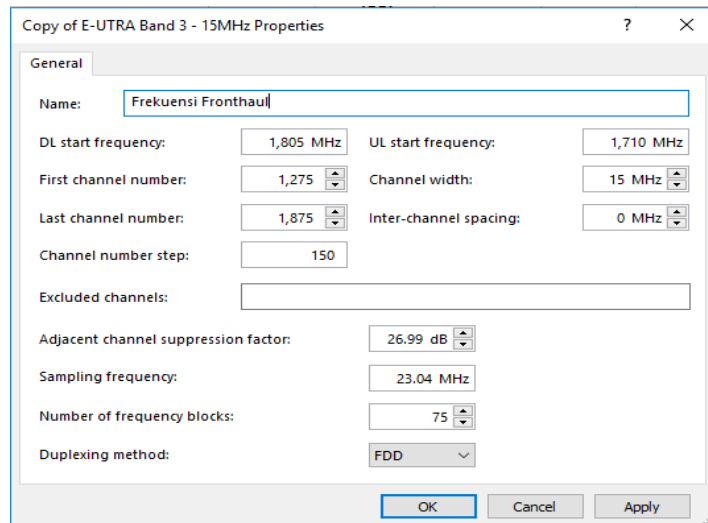 Copy of E-UTRA Band 3 - 15MHz Properties ? ×
General
Name: Frekuensi Fronthaul
DL start frequency: 1,805 MHz UL start frequency: 1,710 MHz
First channel number: 1,275 Channel width: 15 MHz
Last channel number: 1,875 Inter-channel spacing: 0 MHz
Channel number step: 150
Excluded channels:
Adjacent channel suppression factor: 26.99 dB
Sampling frequency: 23.04 MHz
Number of frequency blocks: 75
Duplexing method: FDD
OK Cancel Apply